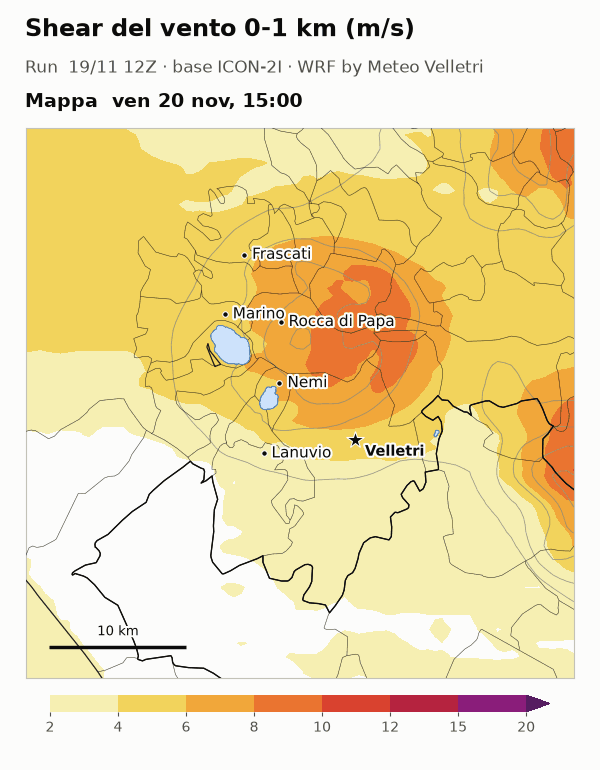 Shear del vento 0-1 km (m/s)
Run 19/11 12Z · base ICON-2I · WRF by Meteo Velletri
Mappa ven 20 nov, 15:00
Frascati
Marino
Rocca di Papa
Nemi
Velletri
Lanuvio
10 km
2 4 6 8 10 12 15 20